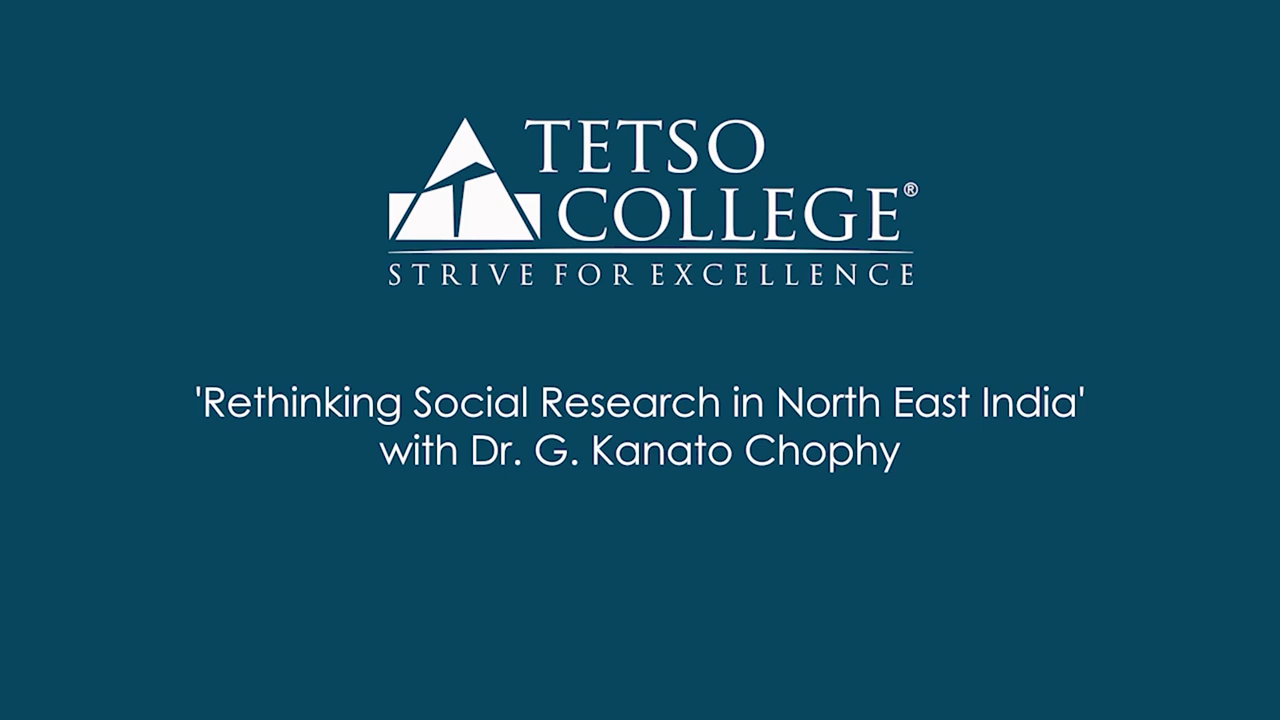 TETSO
COLLEGE®
STRIVE FOR EXCELLENCE
'Rethinking Social Research in North East India'
with Dr. G. Kanato Chophy